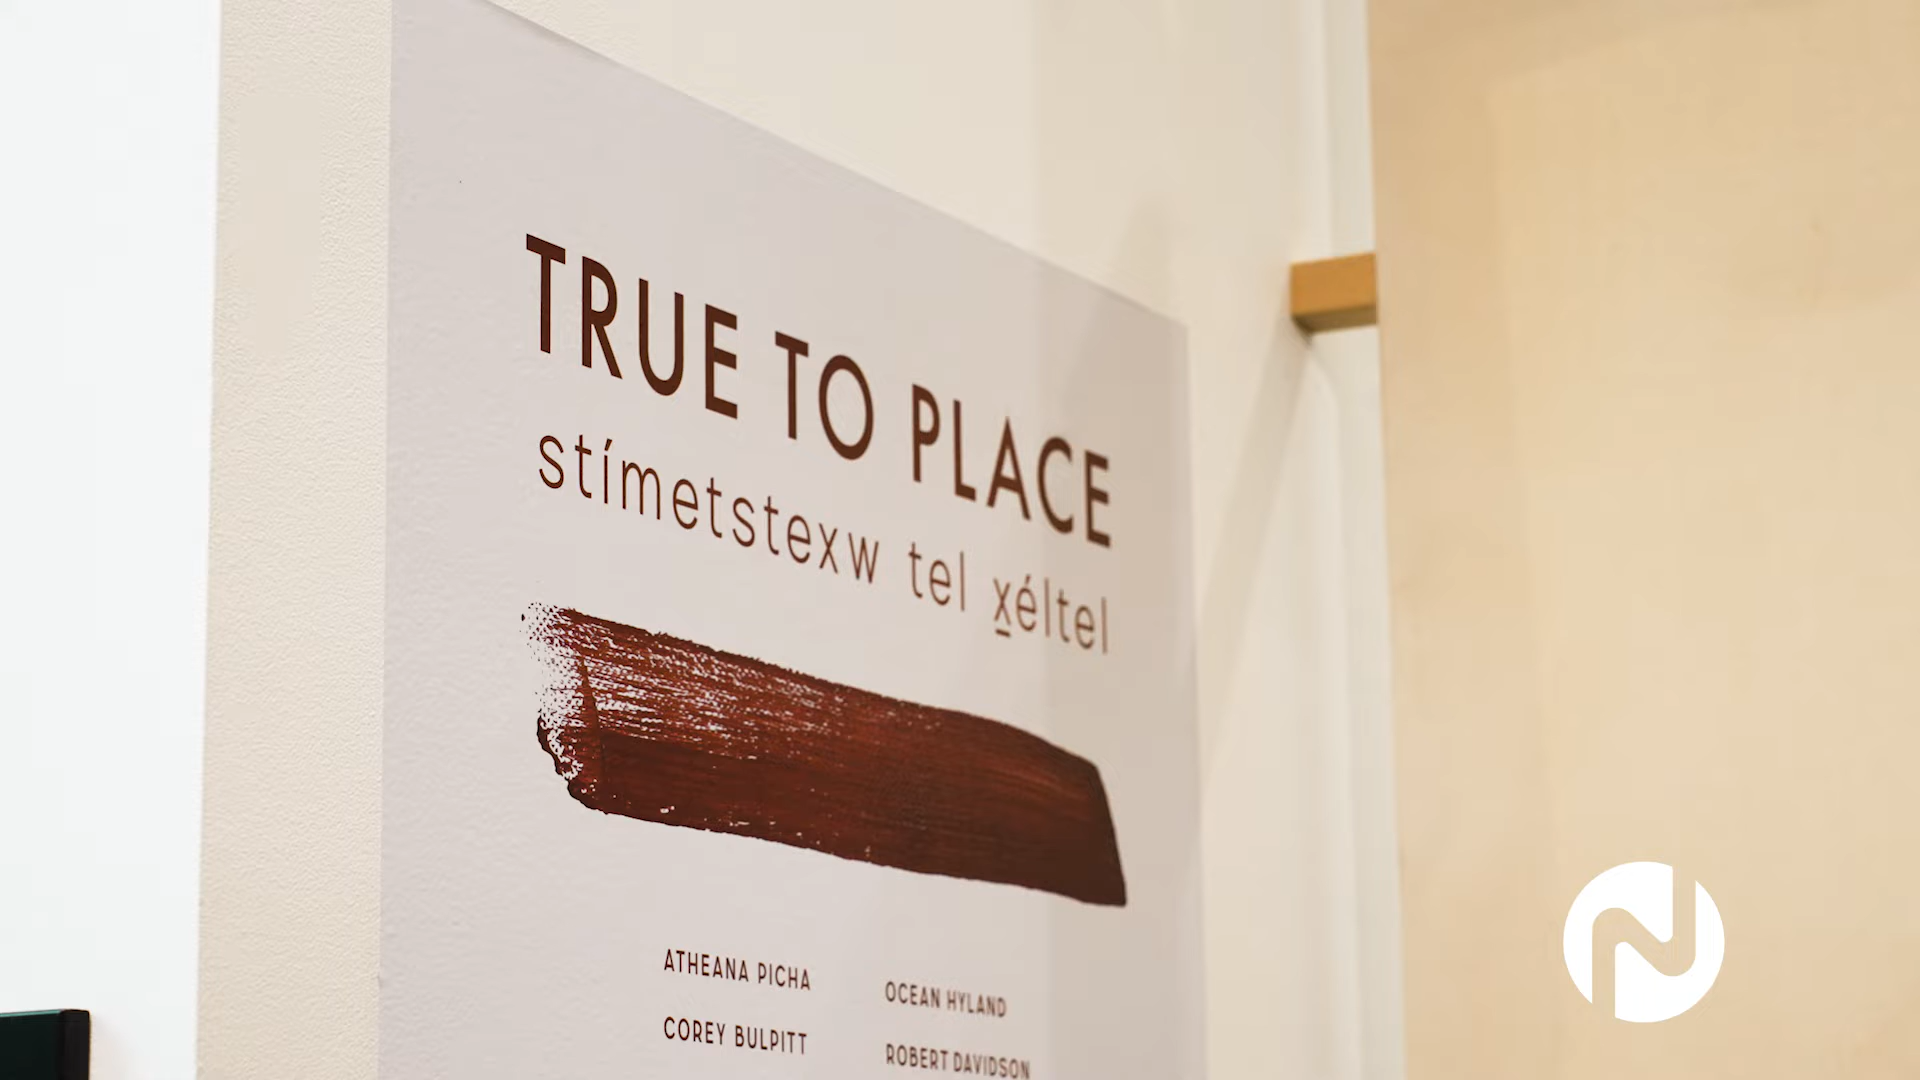 TRUE TO PLACE
stímetstexw tel x̱éltel
ATHEANA PICHA
OCEAN HYLAND
COREY BULPITT
ROBERT DAVIDSON